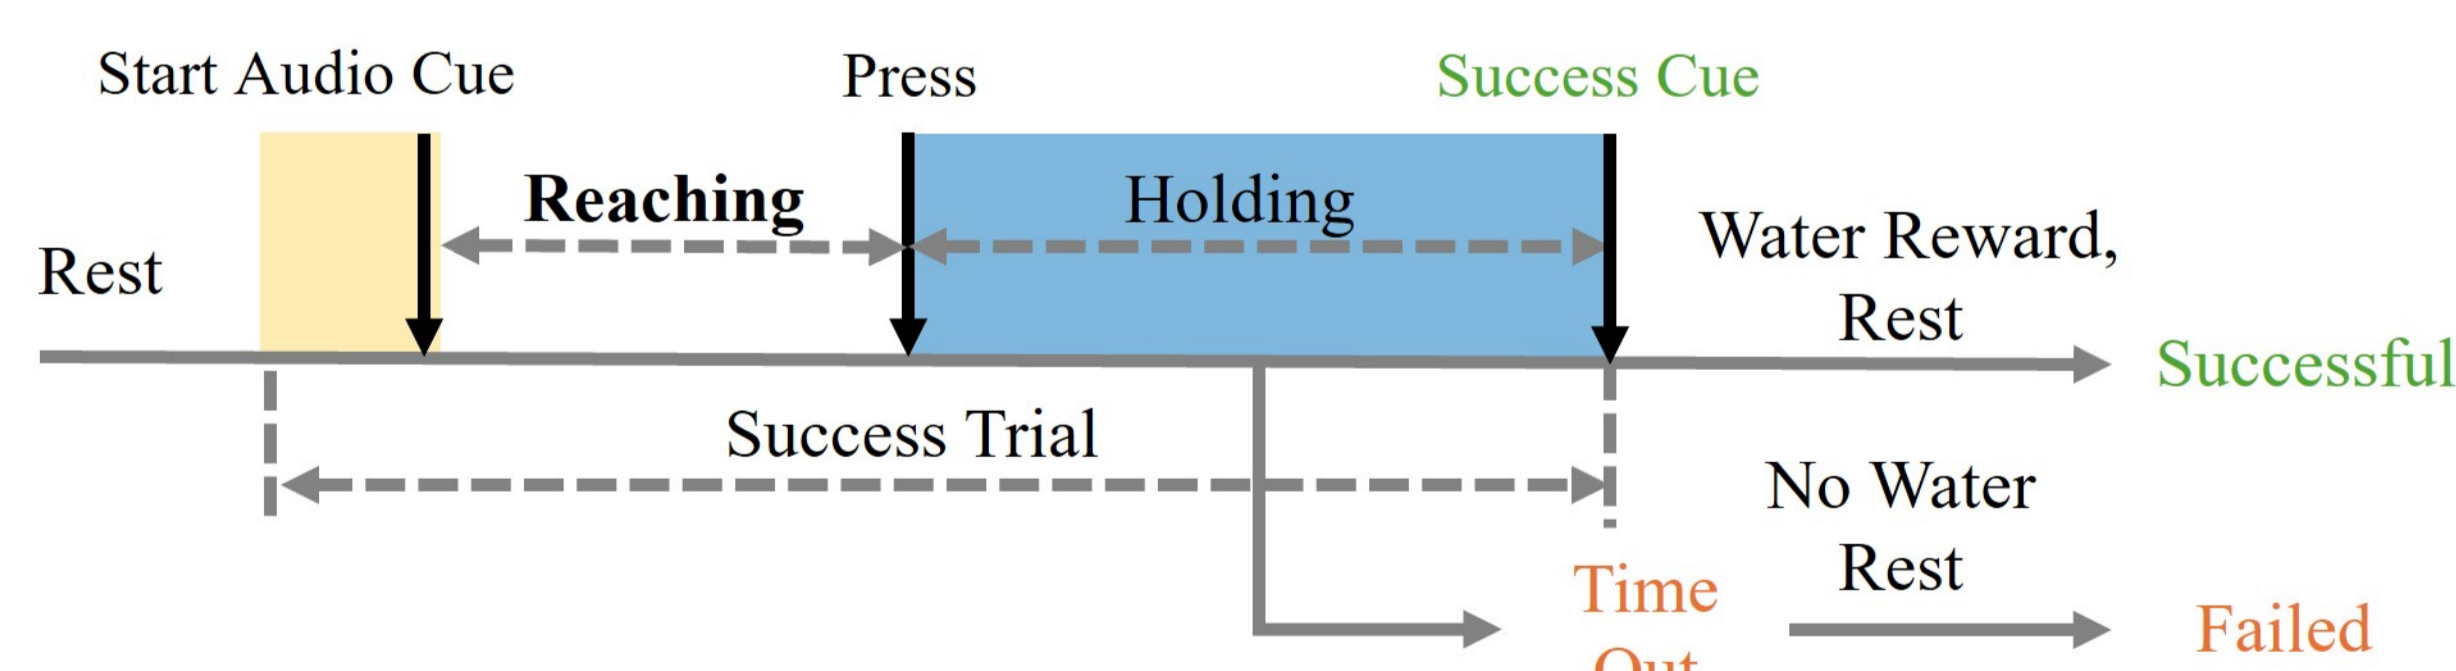 Start Audio Cue
Press
Success Cue
Reaching
Holding
Rest
Water Reward,
Rest
Successful
Success Trial
No Water
Rest
Time
Out
Failed